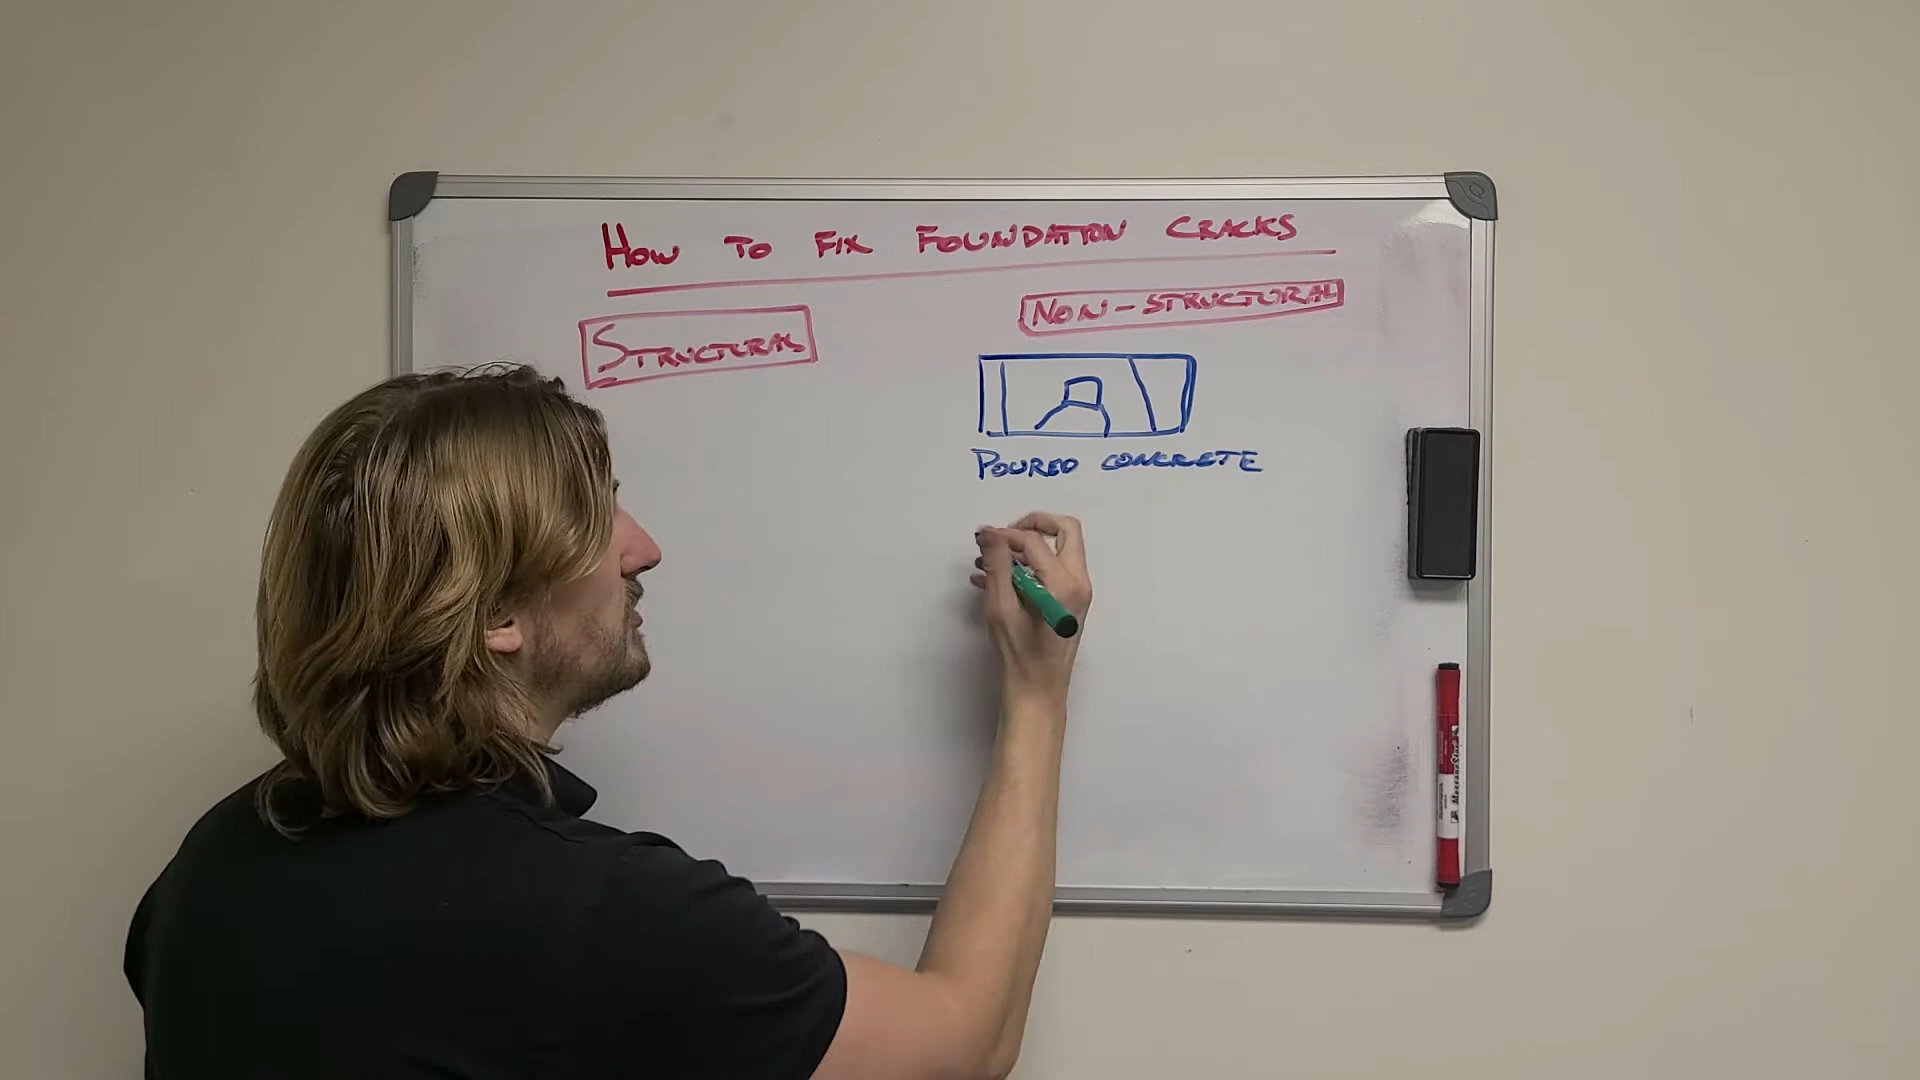 HOW TO FIX FOUNDATION CRACKS
STRUCTURAL
NON-STRUCTURAL
POURED CONCRETE